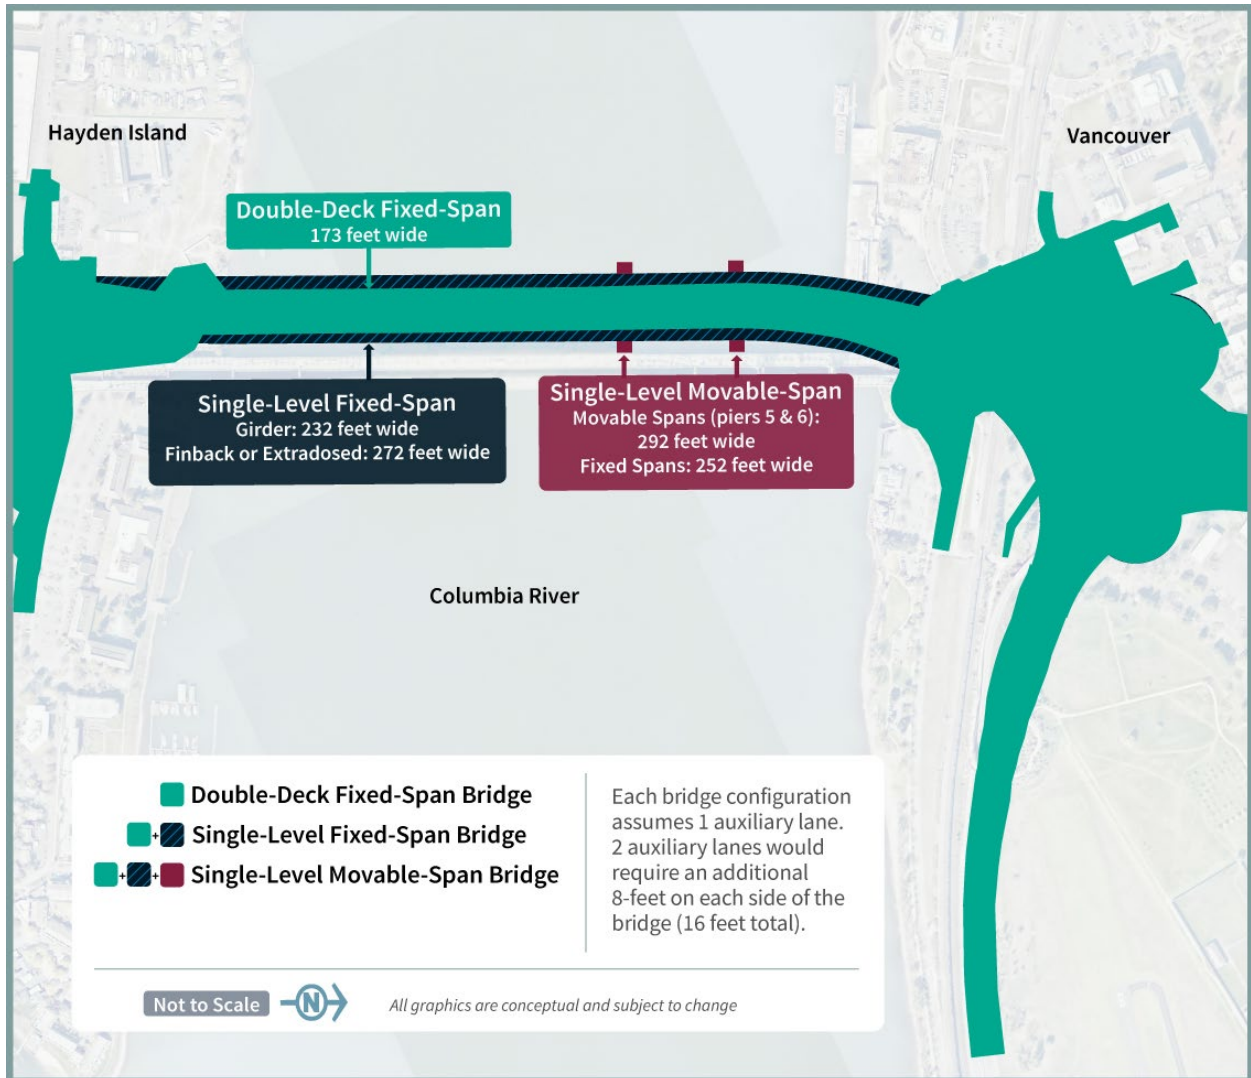 Hayden Island
Vancouver
Double-Deck Fixed-Span
173 feet wide
Single-Level Fixed-Span
Girder: 232 feet wide
Finback or Extradosed: 272 feet wide
Single-Level Movable-Span
Movable Spans (piers 5 & 6):
292 feet wide
Fixed Spans: 252 feet wide
Columbia River
Double-Deck Fixed-Span Bridge
+ Single-Level Fixed-Span Bridge
+ + Single-Level Movable-Span Bridge
Each bridge configuration
assumes 1 auxiliary lane.
2 auxiliary lanes would
require an additional
8-feet on each side of the
bridge (16 feet total).
Not to Scale
N
All graphics are conceptual and subject to change